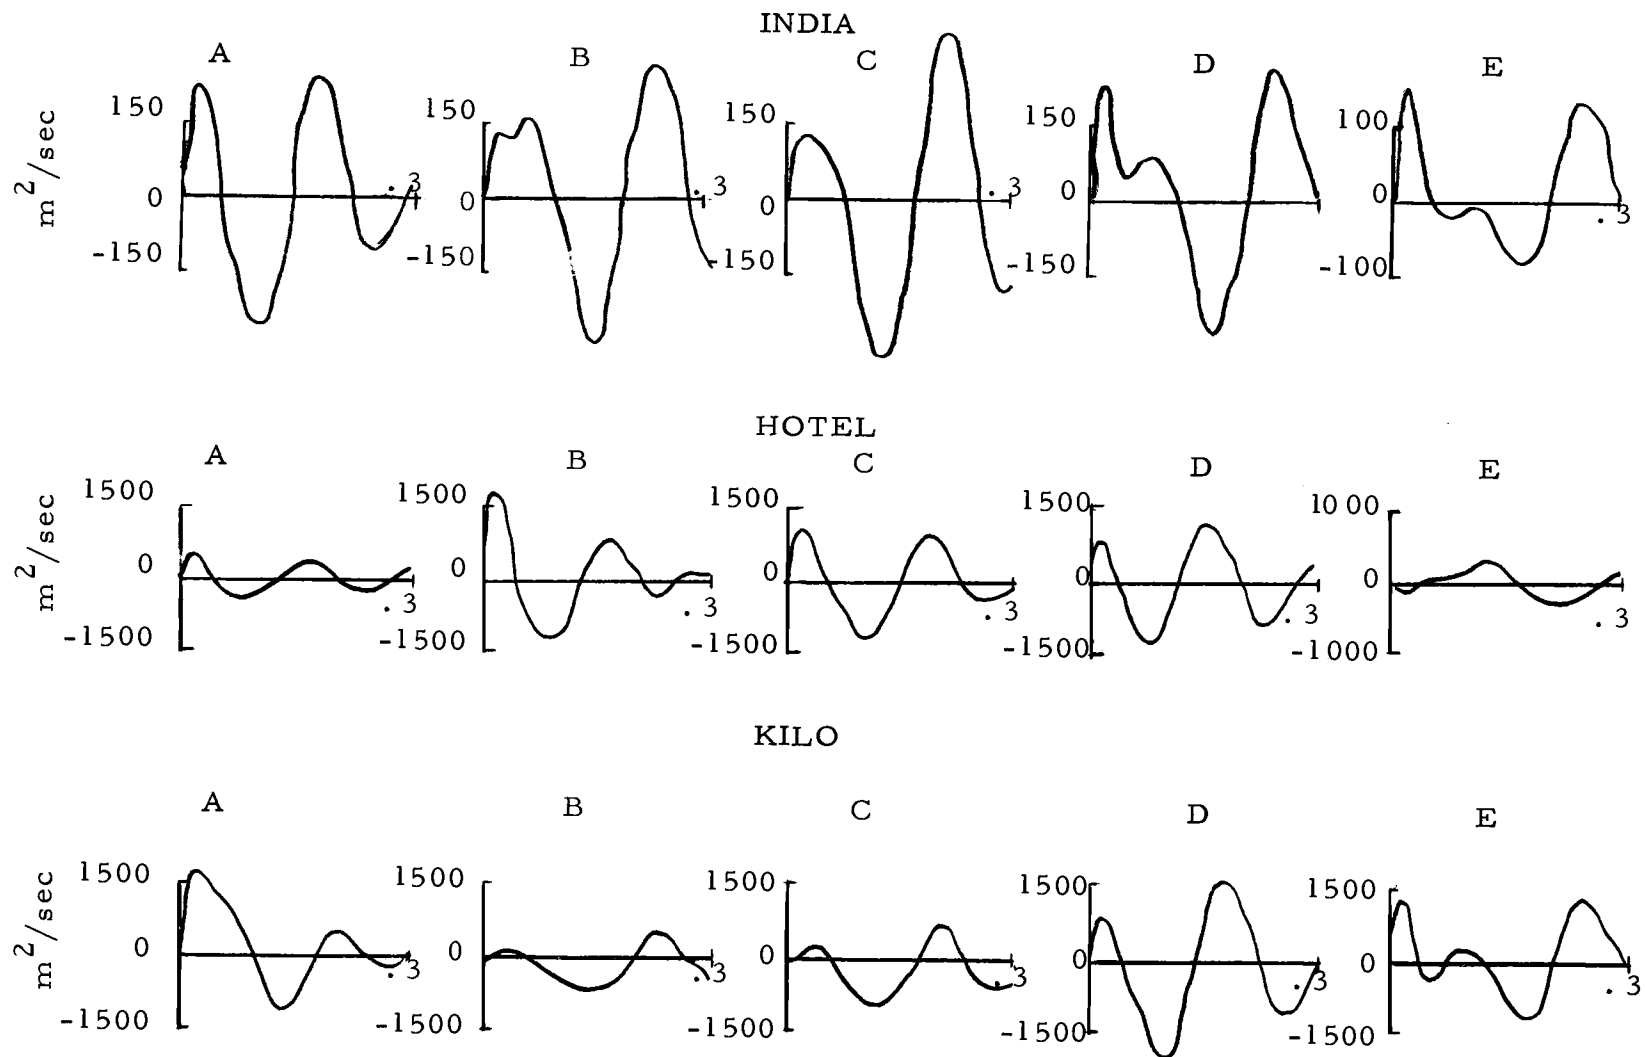 INDIA
A B C D E
m²/sec
150 150 150 150 100
0 0 0 0 0
.3 .3 .3 .3
-150 -150 -150 -150 -100
HOTEL
A B C D E
m²/sec
1500 1500 1500 1500 1000
0 0 0 0 0
.3 .3 .3 .3 .3
-1500 -1500 -1500 -1500 -1000
KILO
A B C D E
m²/sec
1500 1500 1500 1500 1500
0 0 0 0 0
.3 .3 .3 .3 .3
-1500 -1500 -1500 -1500 -1500